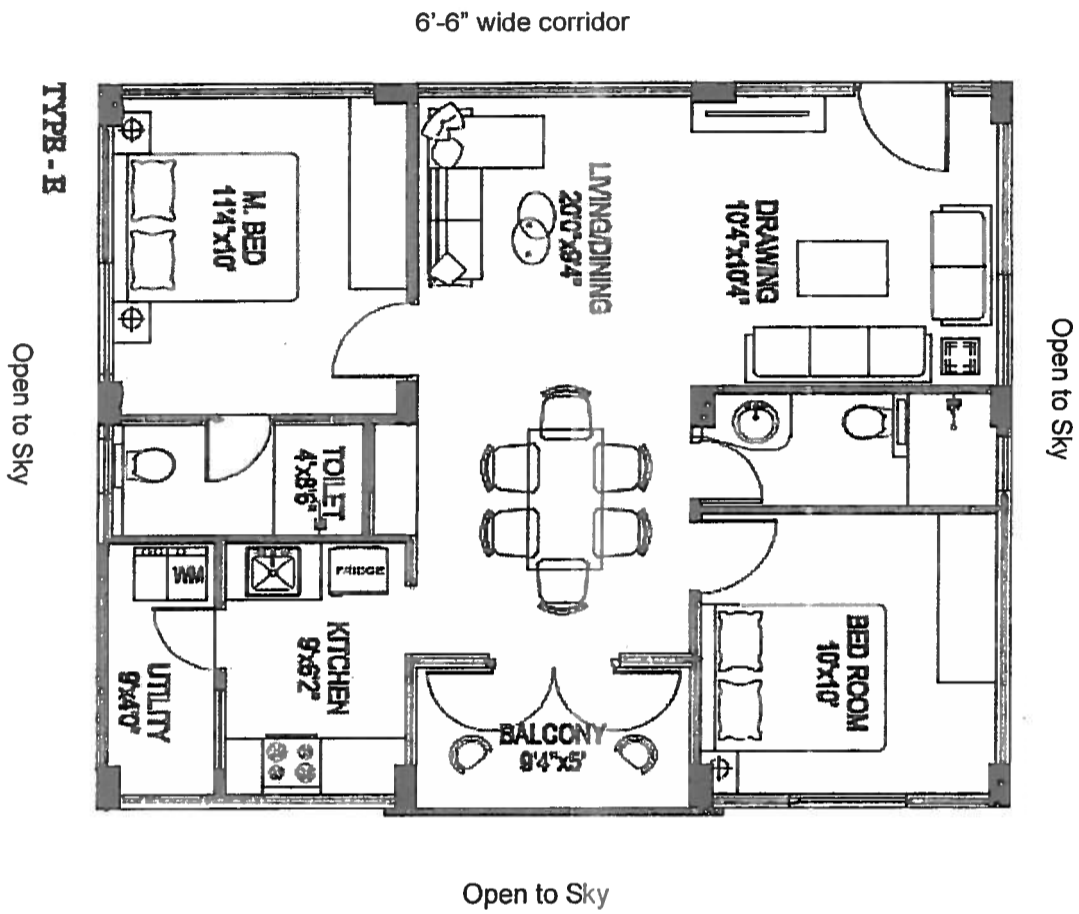 6'-6" wide corridor
TYPE - E
M. BED
11'4"x10'
LIVING/DINING
20'0"x9'4"
DRAWING
10'4"x10'4"
Open to Sky
Open to Sky
TOILET
4'x8'6"
WM
FRIDGE
KITCHEN
9'x6'2"
UTILITY
9'x4'0"
BALCONY
9'4"x5'
BED ROOM
10'x10'
Open to Sky